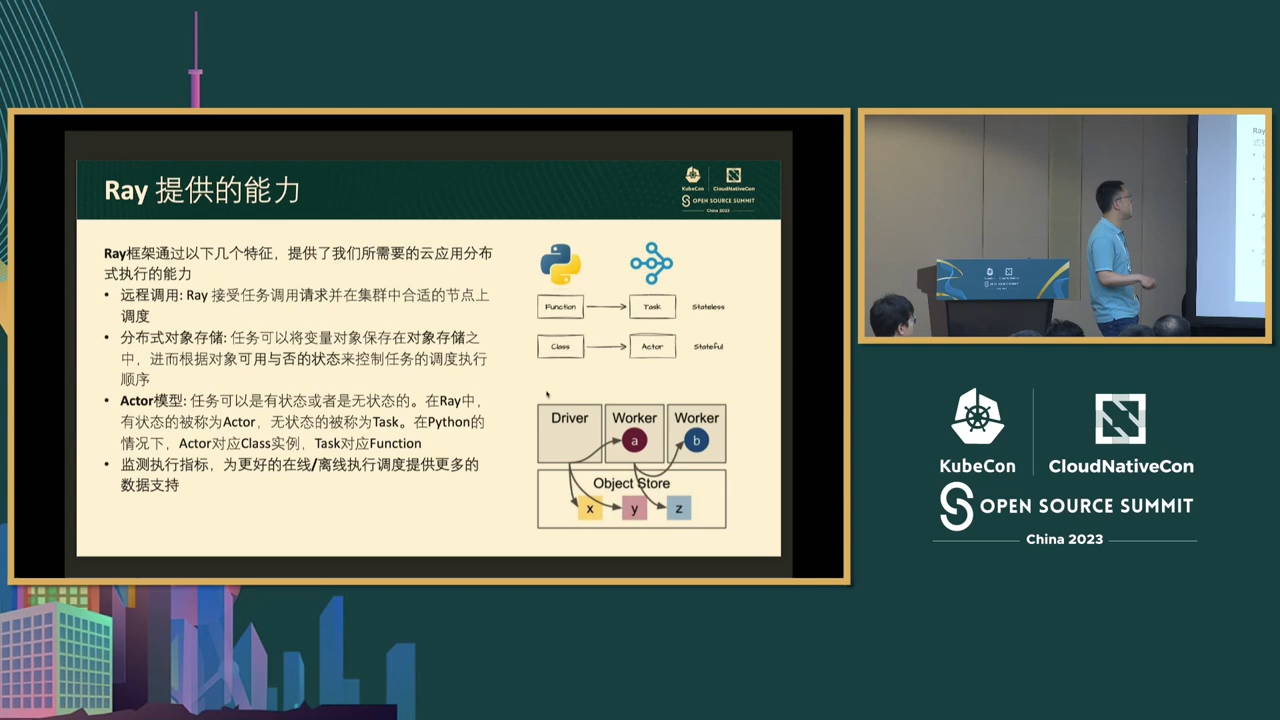 Ray 提供的能力
KubeCon
CloudNativeCon
OPEN SOURCE SUMMIT
China 2023
Ray框架通过以下几个特征，提供了我们所需要的云应用分布
式执行的能力
• 远程调用: Ray 接受任务调用请求并在集群中合适的节点上
调度
• 分布式对象存储: 任务可以将变量对象保存在对象存储之
中，进而根据对象可用与否的状态来控制任务的调度执行
顺序
• Actor模型: 任务可以是有状态或者是无状态的。在Ray中，
有状态的被称为Actor，无状态的被称为Task。在Python的
情况下，Actor对应Class实例，Task对应Function
• 监测执行指标，为更好的在线/离线执行调度提供更多的
数据支持
Function
Task
Stateless
Class
Actor
Stateful
Driver
Worker
Worker
a
b
Object Store
x
y
z
KubeCon
CloudNativeCon
OPEN SOURCE SUMMIT
China 2023